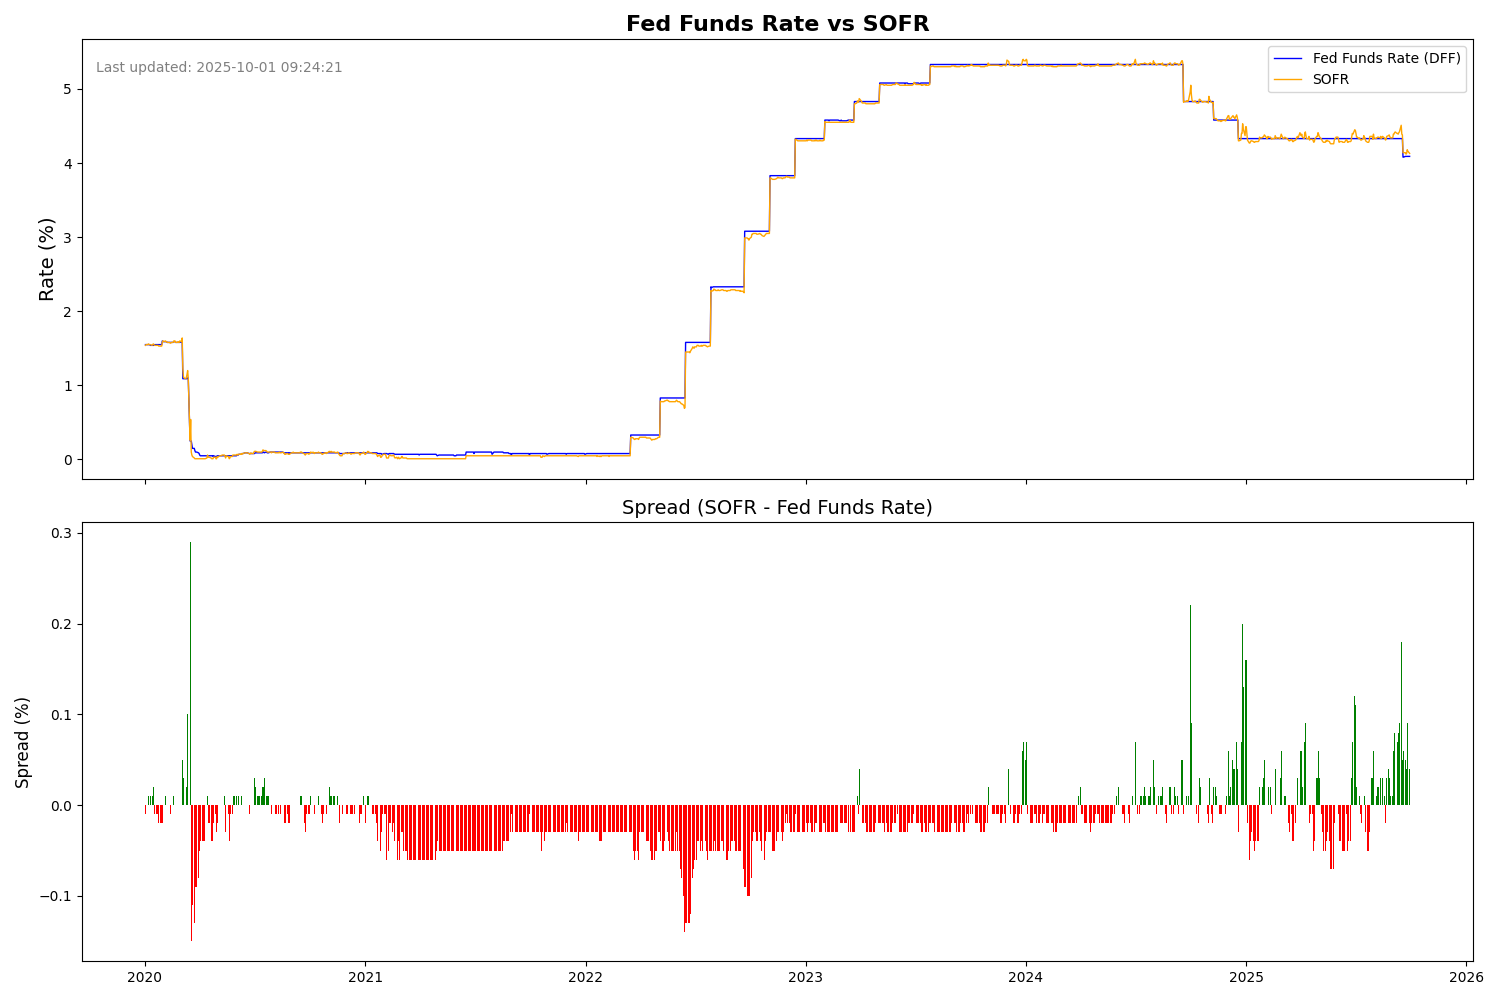 Fed Funds Rate vs SOFR
Last updated: 2025-10-01 09:24:21
Fed Funds Rate (DFF)
SOFR
Rate (%)
5
4
3
2
1
0
Spread (SOFR - Fed Funds Rate)
Spread (%)
0.3
0.2
0.1
0.0
−0.1
2020 2021 2022 2023 2024 2025 2026